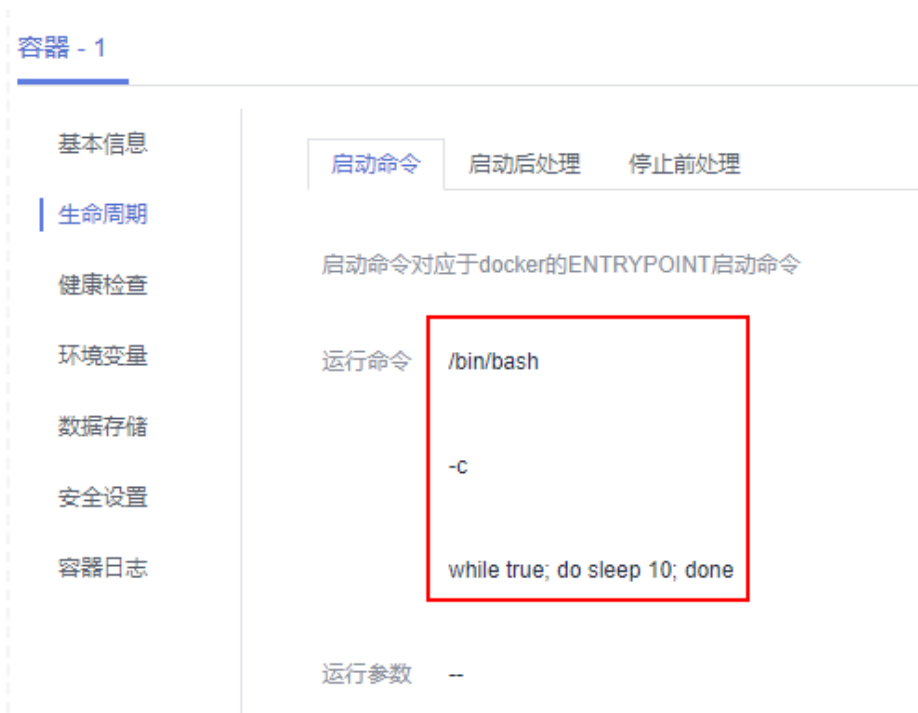 容器 - 1
基本信息
生命周期
健康检查
环境变量
数据存储
安全设置
容器日志
启动命令 启动后处理 停止前处理
启动命令对应于docker的ENTRYPOINT启动命令
运行命令 /bin/bash
-c
while true; do sleep 10; done
运行参数 --